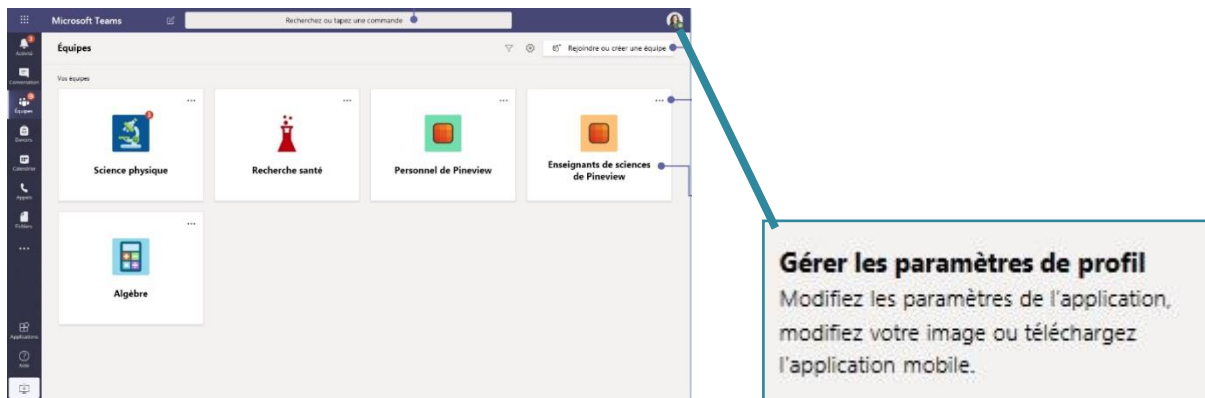 Microsoft Teams
Recherchez ou tapez une commande
Activité
Conversation
Équipes
Devoirs
Calendrier
Appels
Fichiers
Applications
Aide
Équipes
Rejoindre ou créer une équipe
Vos équipes
Science physique
Recherche santé
Personnel de Pineview
Enseignants de sciences
de Pineview
Algèbre
Gérer les paramètres de profil
Modifiez les paramètres de l'application,
modifiez votre image ou téléchargez
l'application mobile.